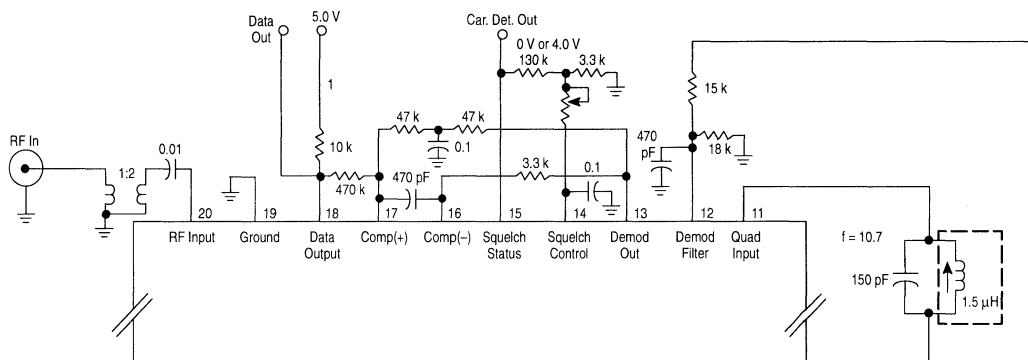 Data
Out
5.0 V
Car. Det. Out
0 V or 4.0 V
130 k
3.3 k
1
15 k
47 k
47 k
RF In
0.01
1:2
10 k
0.1
470
pF
18 k
470 k
470 pF
3.3 k
0.1
20
19
18
17
16
15
14
13
12
11
RF Input
Ground
Data
Output
Comp(+)
Comp(–)
Squelch
Status
Squelch
Control
Demod
Out
Demod
Filter
Quad
Input
f = 10.7
150 pF
1.5 μH